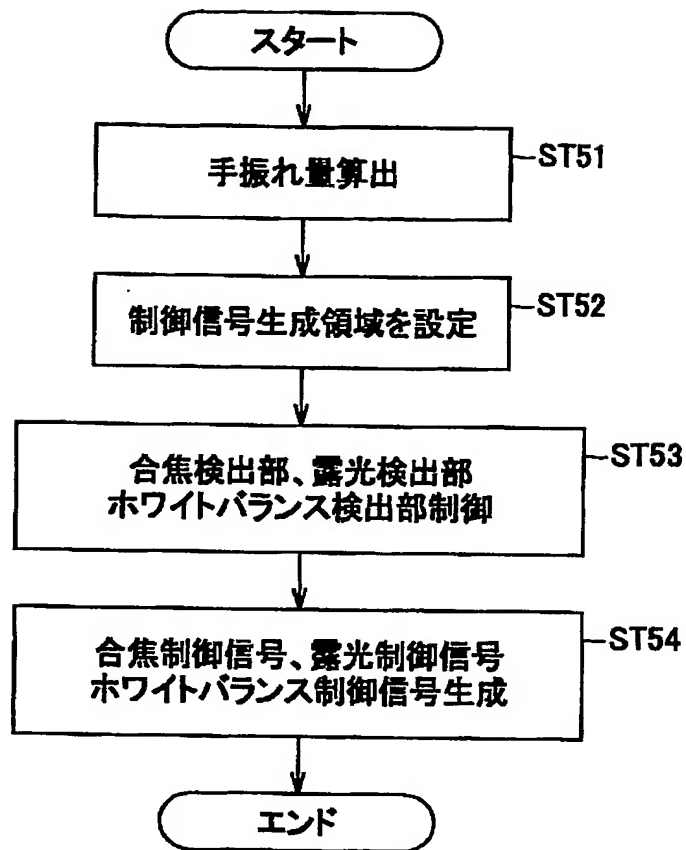 スタート
手振れ量算出
ST51
制御信号生成領域を設定
ST52
合焦検出部、露光検出部
ホワイトバランス検出部制御
ST53
合焦制御信号、露光制御信号
ホワイトバランス制御信号生成
ST54
エンド